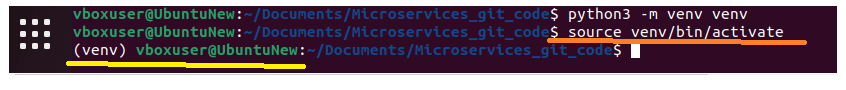 vboxuser@UbuntuNew:~/Documents/Microservices_git_code$ python3 -m venv venv
vboxuser@UbuntuNew:~/Documents/Microservices_git_code$ source venv/bin/activate
(venv) vboxuser@UbuntuNew:~/Documents/Microservices_git_code$